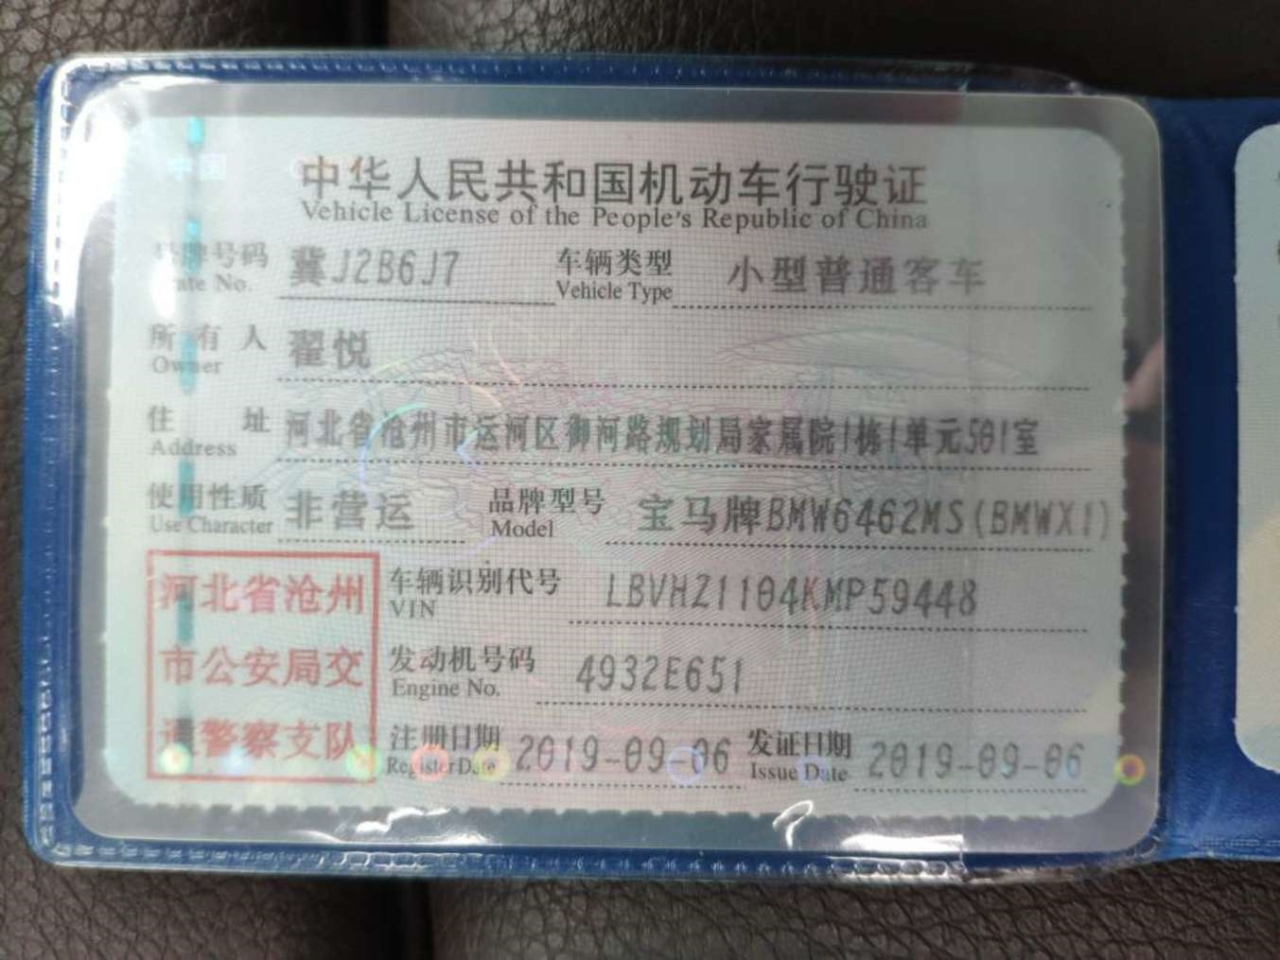 中华人民共和国机动车行驶证
Vehicle License of the People's Republic of China
号牌号码 冀J2B6J7 车辆类型 小型普通客车
Plate No. Vehicle Type
所有人 翟悦
Owner
住址 河北省沧州市运河区御河路规划局家属院1栋1单元501室
Address
使用性质 非营运 品牌型号 宝马牌BMW6462MS(BMWX1)
Use Character Model
河北省沧州
市公安局交
通警察支队
车辆识别代号 LBVHZ1104KMP59448
VIN
发动机号码 4932E651
Engine No.
注册日期 2019-09-06 发证日期 2019-09-06
Register Date Issue Date